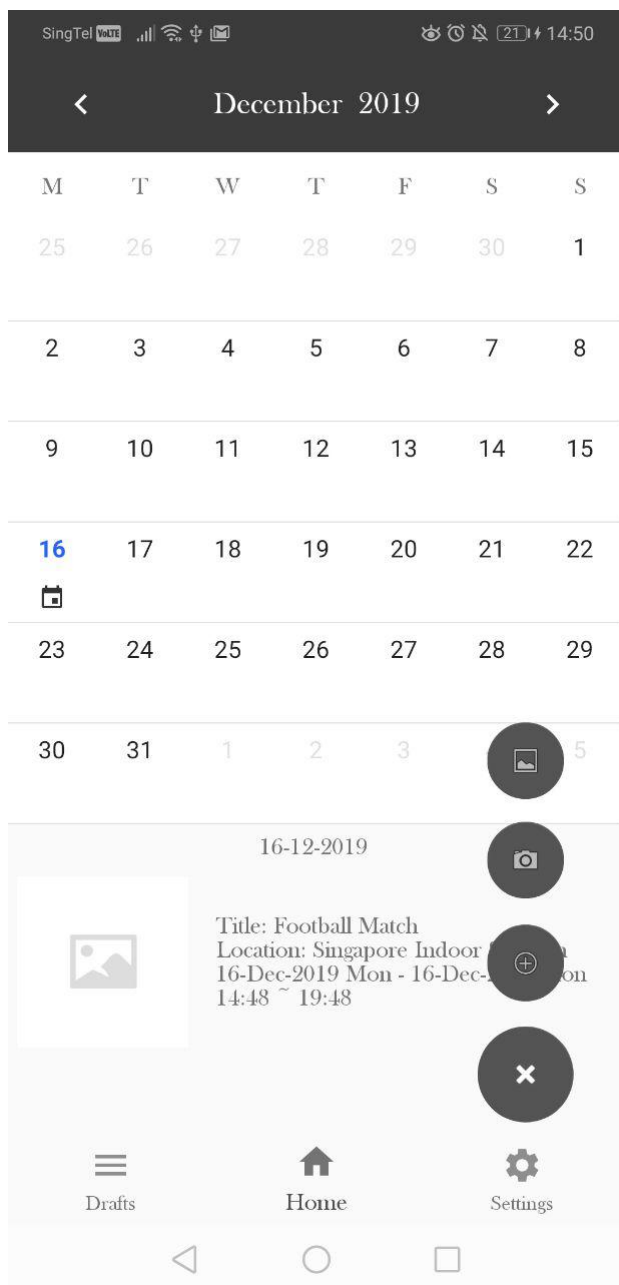 SingTel VoLTE 21 14:50
December 2019
M T W T F S S
25 26 27 28 29 30 1
2 3 4 5 6 7 8
9 10 11 12 13 14 15
16 17 18 19 20 21 22
23 24 25 26 27 28 29
30 31 1 2 3 5
16-12-2019
Title: Football Match
Location: Singapore Indoor
16-Dec-2019 Mon - 16-Dec-
14:48 ~ 19:48
Drafts Home Settings